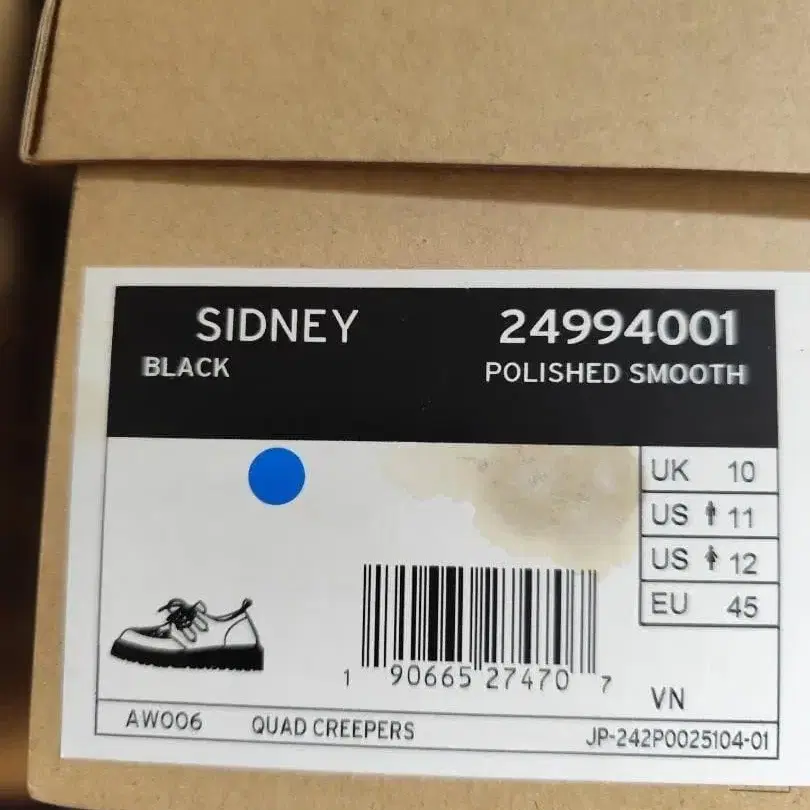 SIDNEY 24994001
BLACK POLISHED SMOOTH
UK 10
US 11
US 12
EU 45
1 90665 27470 7
VN
AW006 QUAD CREEPERS JP-242P0025104-01